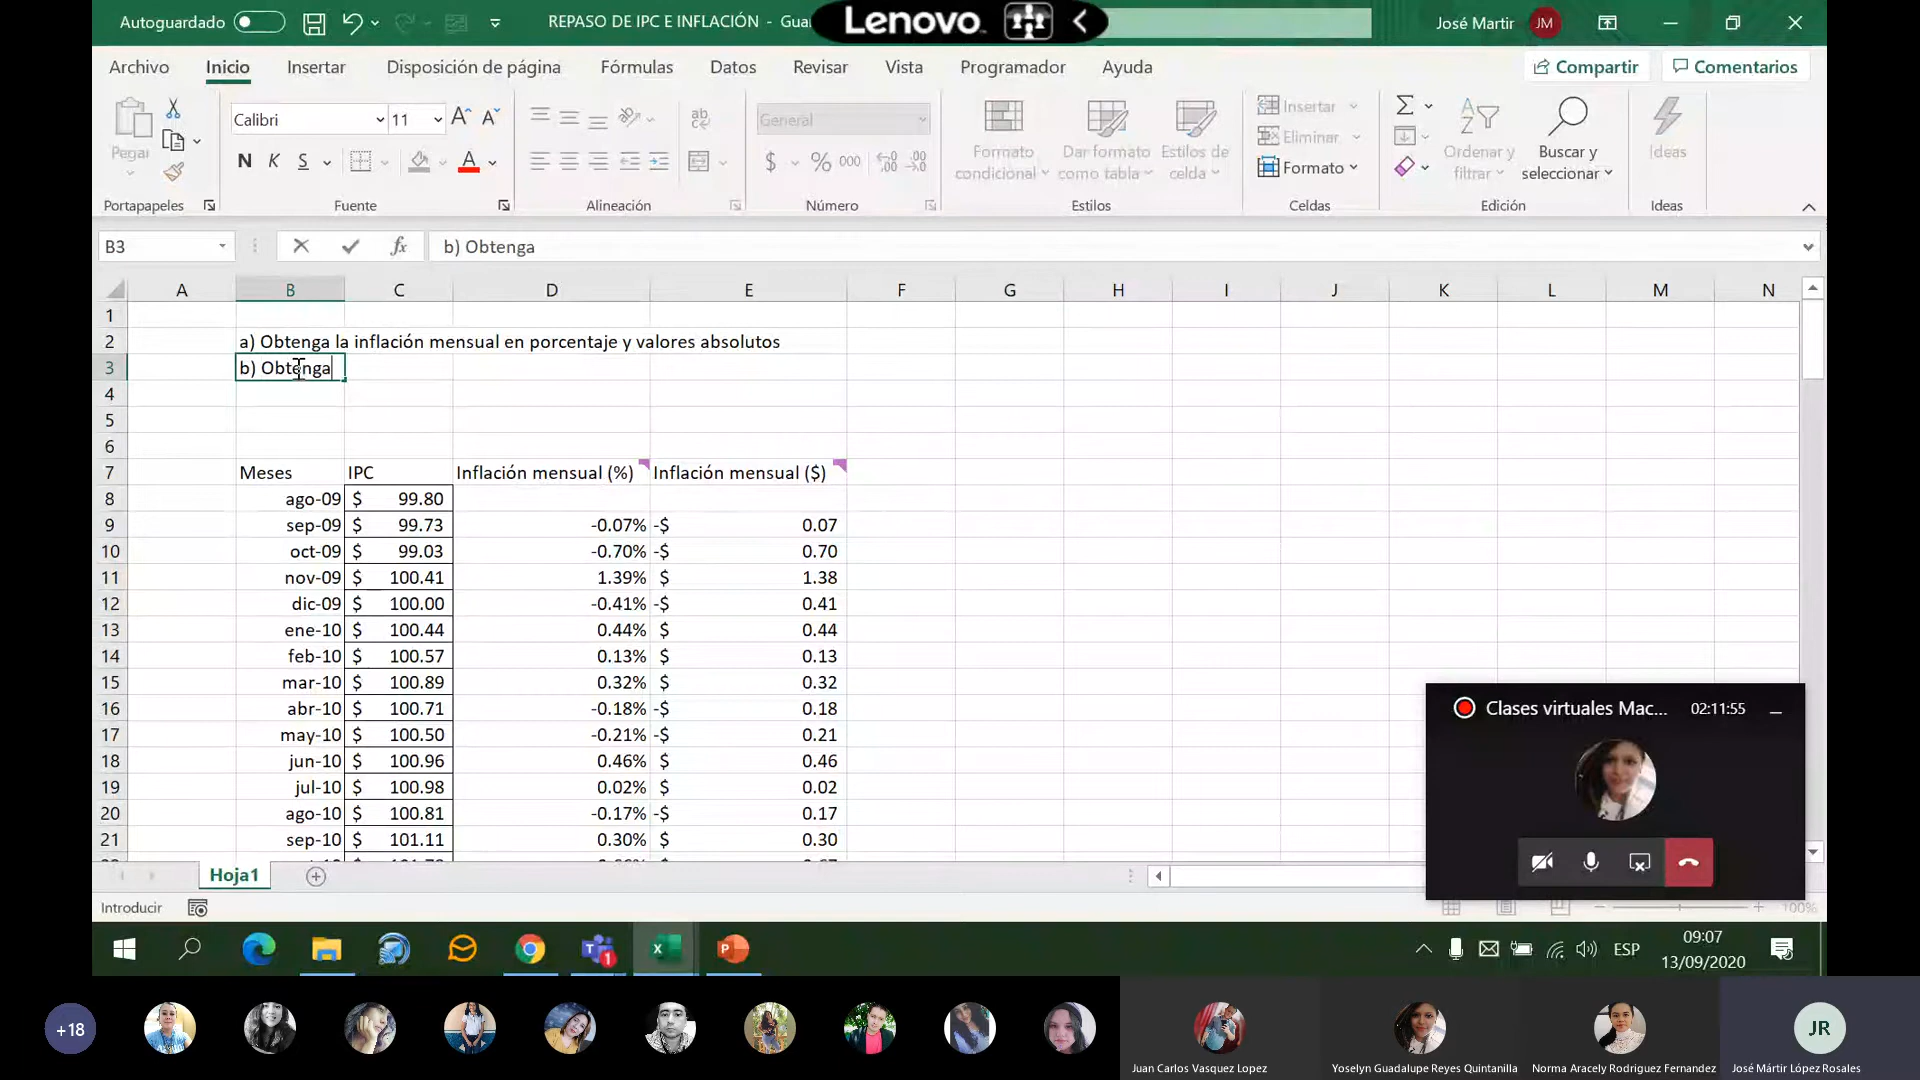 Autoguardado
REPASO DE IPC E INFLACIÓN - Gua
Lenovo
José Martir
JM
Archivo Inicio Insertar Disposición de página Fórmulas Datos Revisar Vista Programador Ayuda
Compartir Comentarios
Pegar
Calibri 11
N K S
General
$ % 000
Formato condicional
Dar formato como tabla
Estilos de celda
Insertar
Eliminar
Formato
Ordenar y filtrar
Buscar y seleccionar
Ideas
Portapapeles Fuente Alineación Número Estilos Celdas Edición Ideas
B3 fx b) Obtenga
A B C D E F G H I J K L M N
1
2 a) Obtenga la inflación mensual en porcentaje y valores absolutos
3 b) Obtenga
4
5
6
7 Meses IPC Inflación mensual (%) Inflación mensual ($)
8 ago-09 $ 99.80
9 sep-09 $ 99.73 -0.07% -$ 0.07
10 oct-09 $ 99.03 -0.70% -$ 0.70
11 nov-09 $ 100.41 1.39% $ 1.38
12 dic-09 $ 100.00 -0.41% -$ 0.41
13 ene-10 $ 100.44 0.44% $ 0.44
14 feb-10 $ 100.57 0.13% $ 0.13
15 mar-10 $ 100.89 0.32% $ 0.32
16 abr-10 $ 100.71 -0.18% -$ 0.18
17 may-10 $ 100.50 -0.21% -$ 0.21
18 jun-10 $ 100.96 0.46% $ 0.46
19 jul-10 $ 100.98 0.02% $ 0.02
20 ago-10 $ 100.81 -0.17% -$ 0.17
21 sep-10 $ 101.11 0.30% $ 0.30
Clases virtuales Mac... 02:11:55
Hoja1
Introducir
100%
1
ESP
09:07
13/09/2020
+18
JR
Juan Carlos Vasquez Lopez
Yoselyn Guadalupe Reyes Quintanilla
Norma Aracely Rodriguez Fernandez
José Mártir López Rosales